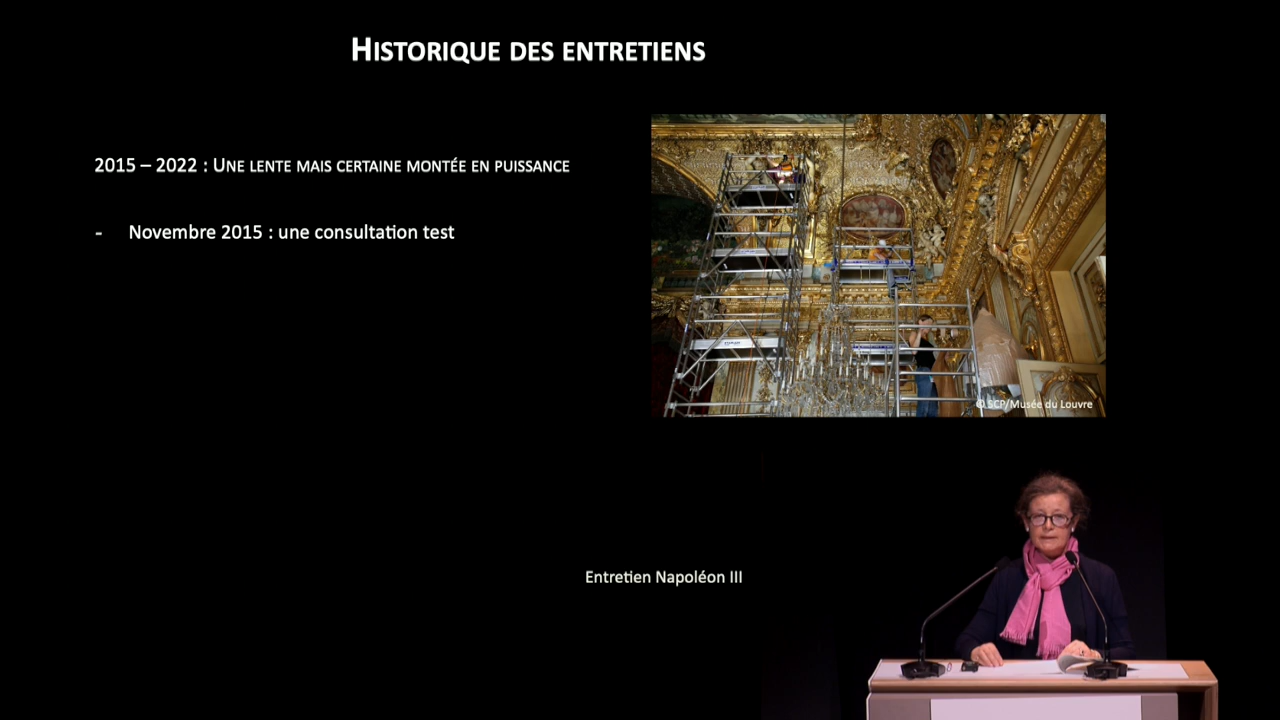 HISTORIQUE DES ENTRETIENS
2015 – 2022 : UNE LENTE MAIS CERTAINE MONTÉE EN PUISSANCE
- Novembre 2015 : une consultation test
© SCP/Musée du Louvre
Entretien Napoléon III